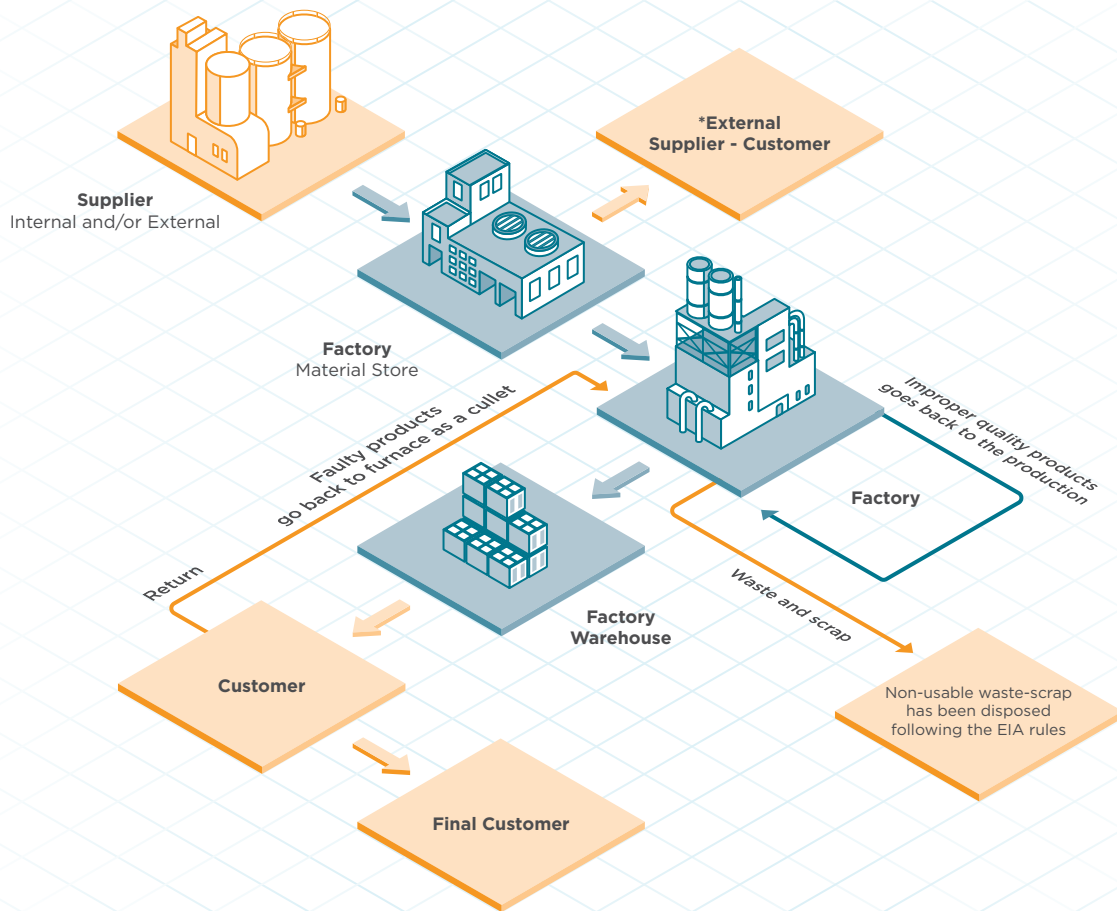 *External
Supplier - Customer
Supplier
Internal and/or External
Factory
Material Store
Improper quality products
goes back to the production
Faulty products
go back to furnace as a cullet
Factory
Return
Waste and scrap
Factory
Warehouse
Customer
Non-usable waste-scrap
has been disposed
following the EIA rules
Final Customer